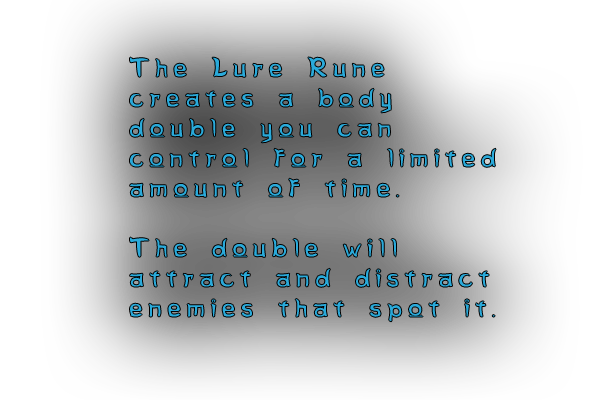 The Lure Rune
creates a body
double you can
control for a limited
amount of time.
The double will
attract and distract
enemies that spot it.